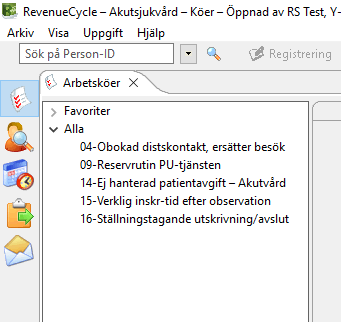 RevenueCycle – Akutsjukvård – Köer – Öppnad av RS Test, Y-
Arkiv Visa Uppgift Hjälp
Sök på Person-ID Registrering
Arbetsköer
Favoriter
Alla
04-Obokad distskontakt, ersätter besök
09-Reservrutin PU-tjänsten
14-Ej hanterad patientavgift – Akutvård
15-Verklig inskr-tid efter observation
16-Ställningstagande utskrivning/avslut